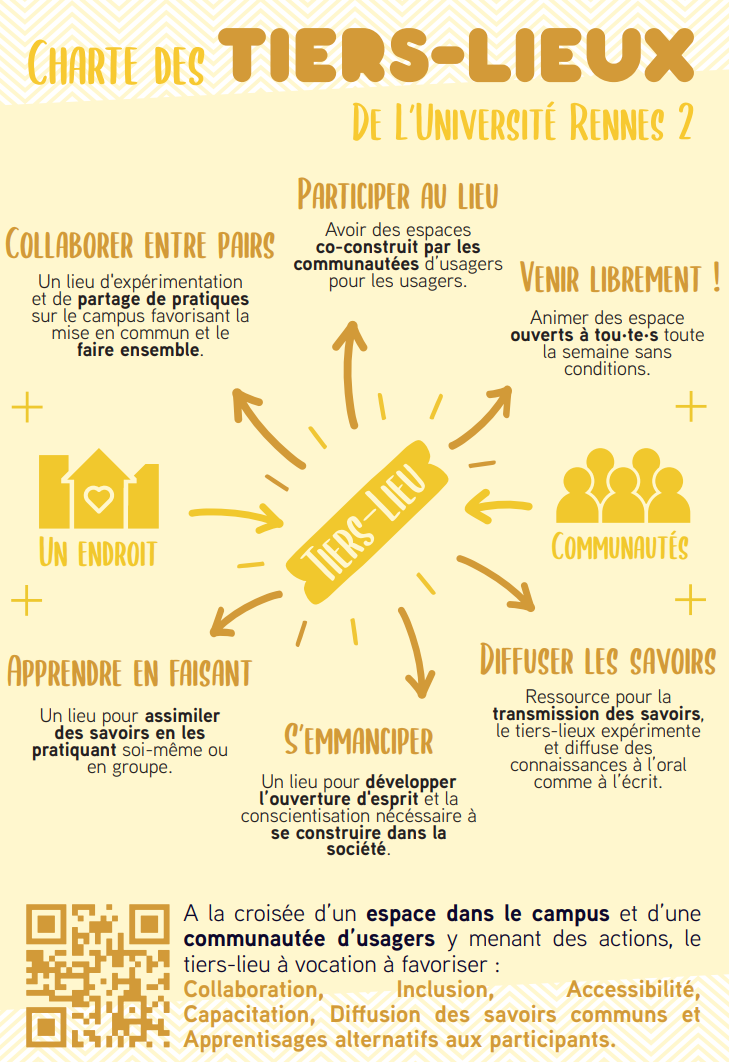 Charte des TIERS-LIEUX
De L'Université Rennes 2
Participer au lieu
Avoir des espaces
co-construit par les
communautées d'usagers
pour les usagers.
Collaborer entre pairs
Un lieu d'expérimentation
et de partage de pratiques
sur le campus favorisant la
mise en commun et le
faire ensemble.
Venir librement !
Animer des espace
ouverts à tou·te·s toute
la semaine sans
conditions.
Un endroit
Tiers-Lieu
Communautés
Apprendre en faisant
Un lieu pour assimiler
des savoirs en les
pratiquant soi-même ou
en groupe.
S'emmanciper
Un lieu pour développer
l'ouverture d'esprit et la
conscientisation nécéssaire à
se construire dans la
société.
Diffuser les savoirs
Ressource pour la
transmission des savoirs,
le tiers-lieux expérimente
et diffuse des
connaissances à l'oral
comme à l'écrit.
A la croisée d'un espace dans le campus et d'une
communautée d'usagers y menant des actions, le
tiers-lieu à vocation à favoriser :
Collaboration, Inclusion, Accessibilité,
Capacitation, Diffusion des savoirs communs et
Apprentisages alternatifs aux participants.